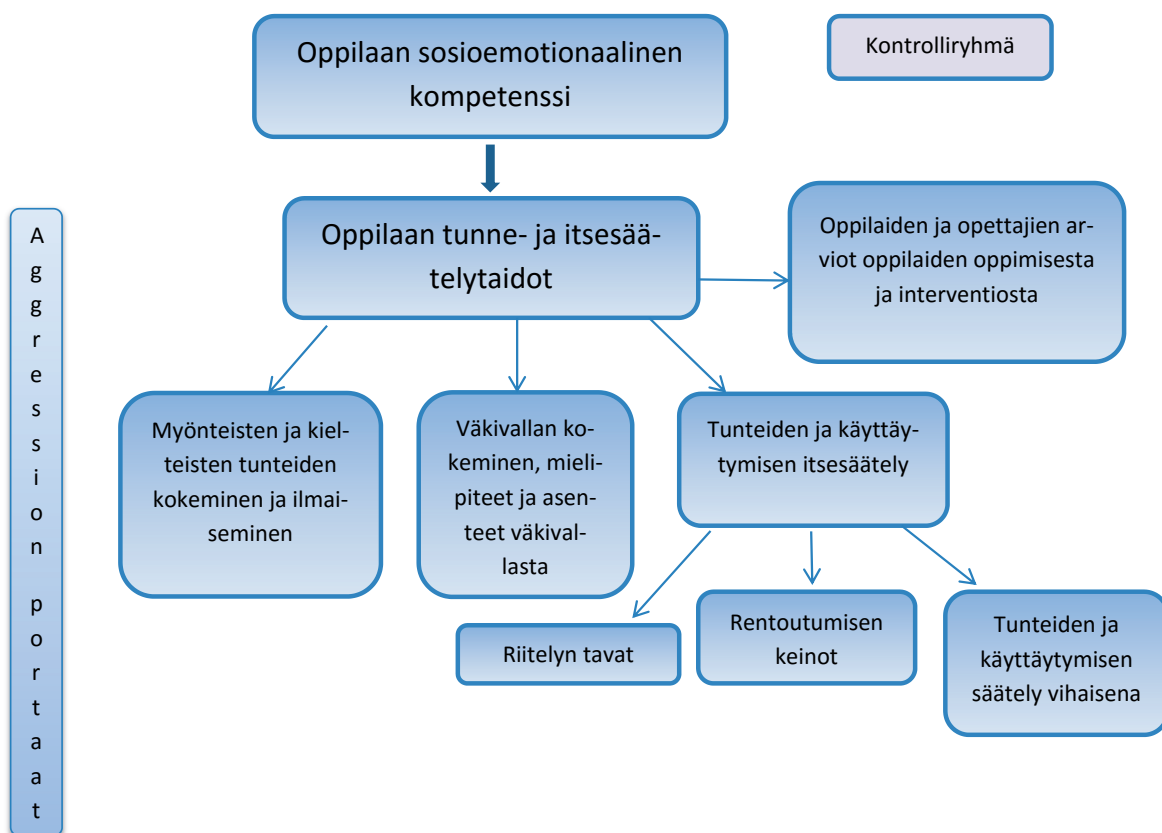 Oppilaan sosioemotionaalinen
kompetenssi
Kontrolliryhmä
Aggression portaat
Oppilaan tunne- ja itsesää-
telytaidot
Oppilaiden ja opettajien ar-
viot oppilaiden oppimisesta
ja interventiosta
Myönteisten ja kiel-
teisten tunteiden
kokeminen ja ilmai-
seminen
Väkivallan ko-
keminen, mieli-
piteet ja asen-
teet väkival-
lasta
Tunteiden ja käyttäy-
tymisen itsesäätely
Riitelyn tavat
Rentoutumisen
keinot
Tunteiden ja
käyttäytymisen
säätely vihaisena